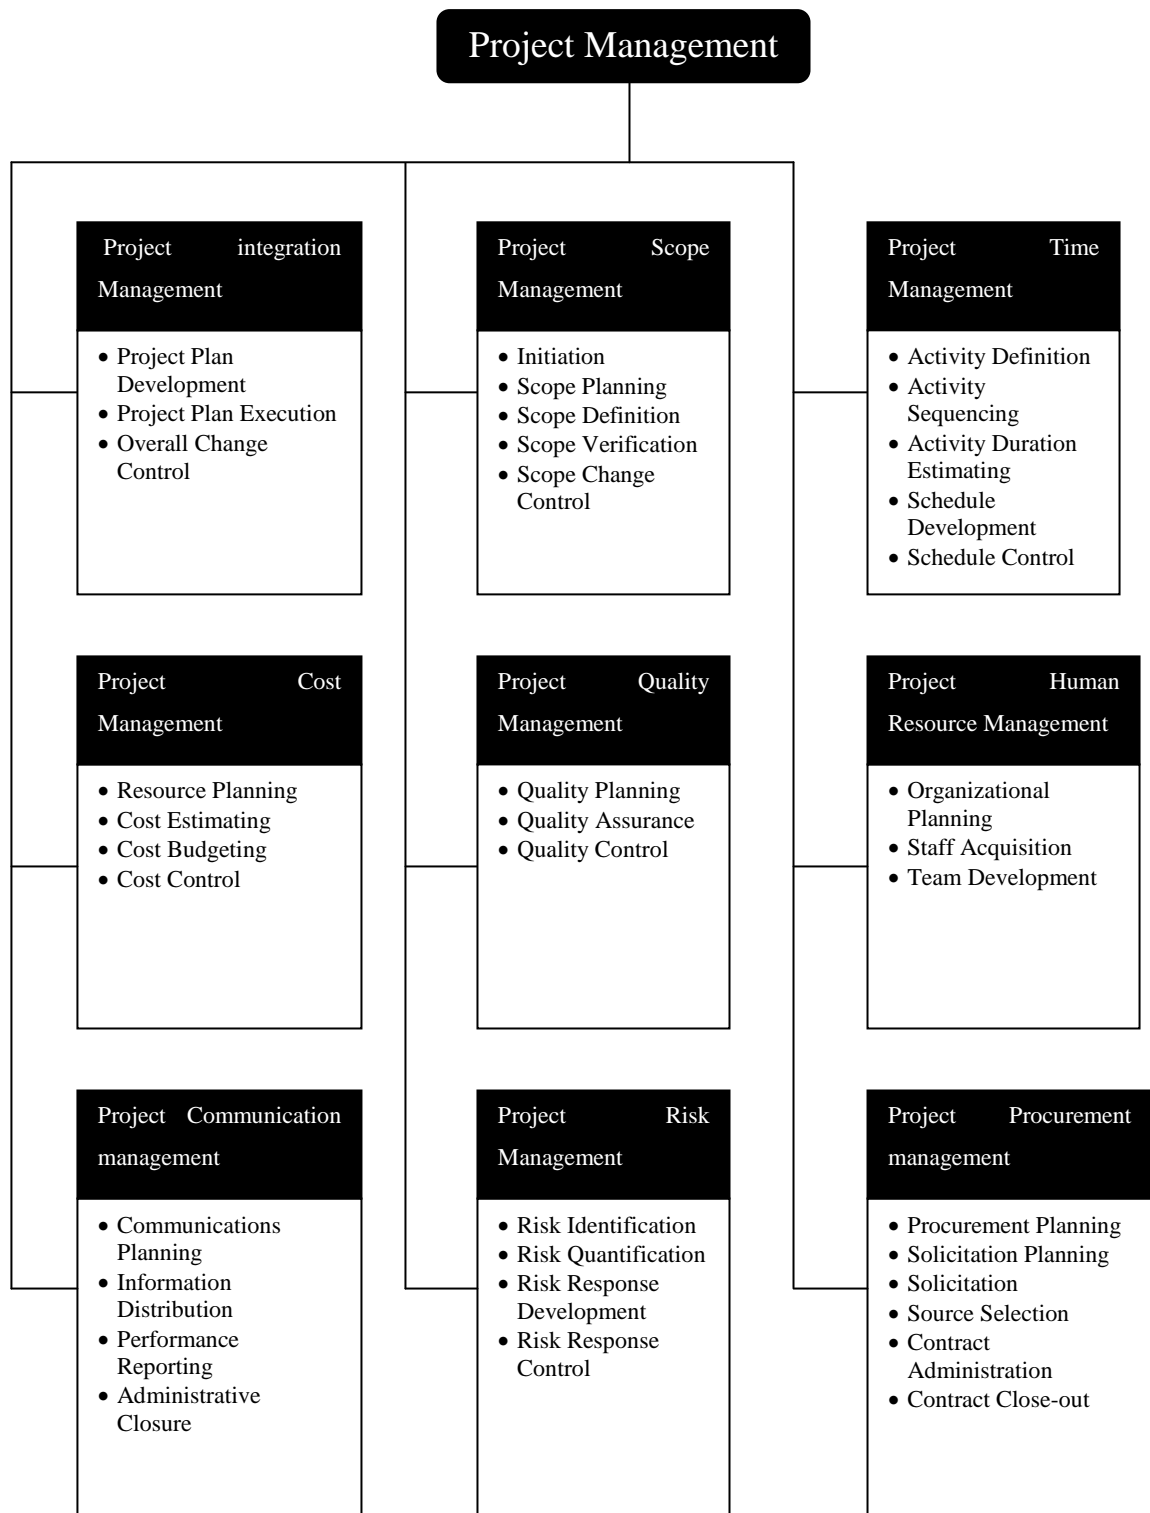 Project Management
Project integration
Management
• Project Plan
Development
• Project Plan Execution
• Overall Change
Control
Project Scope
Management
• Initiation
• Scope Planning
• Scope Definition
• Scope Verification
• Scope Change
Control
Project Time
Management
• Activity Definition
• Activity
Sequencing
• Activity Duration
Estimating
• Schedule
Development
• Schedule Control
Project Cost
Management
• Resource Planning
• Cost Estimating
• Cost Budgeting
• Cost Control
Project Quality
Management
• Quality Planning
• Quality Assurance
• Quality Control
Project Human
Resource Management
• Organizational
Planning
• Staff Acquisition
• Team Development
Project Communication
management
• Communications
Planning
• Information
Distribution
• Performance
Reporting
• Administrative
Closure
Project Risk
Management
• Risk Identification
• Risk Quantification
• Risk Response
Development
• Risk Response
Control
Project Procurement
management
• Procurement Planning
• Solicitation Planning
• Solicitation
• Source Selection
• Contract
Administration
• Contract Close-out